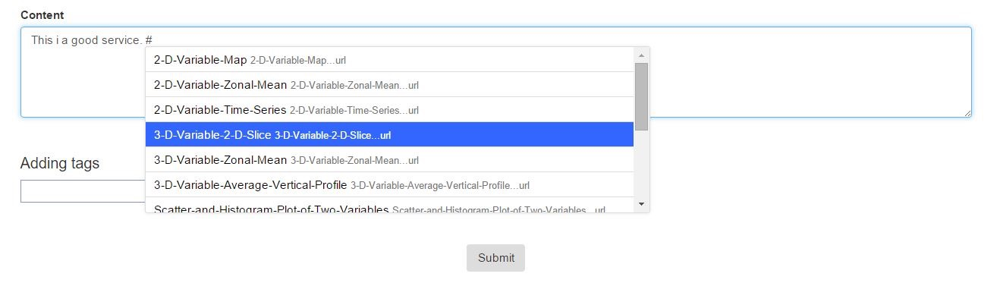 Content
This i a good service. #
2-D-Variable-Map 2-D-Variable-Map...url
2-D-Variable-Zonal-Mean 2-D-Variable-Zonal-Mean...url
2-D-Variable-Time-Series 2-D-Variable-Time-Series...url
3-D-Variable-2-D-Slice 3-D-Variable-2-D-Slice...url
Adding tags
3-D-Variable-Zonal-Mean 3-D-Variable-Zonal-Mean...url
3-D-Variable-Average-Vertical-Profile 3-D-Variable-Average-Vertical-Profile...url
Scatter-and-Histogram-Plot-of-Two-Variables Scatter-and-Histogram-Plot-of-Two-Variables...url
Submit